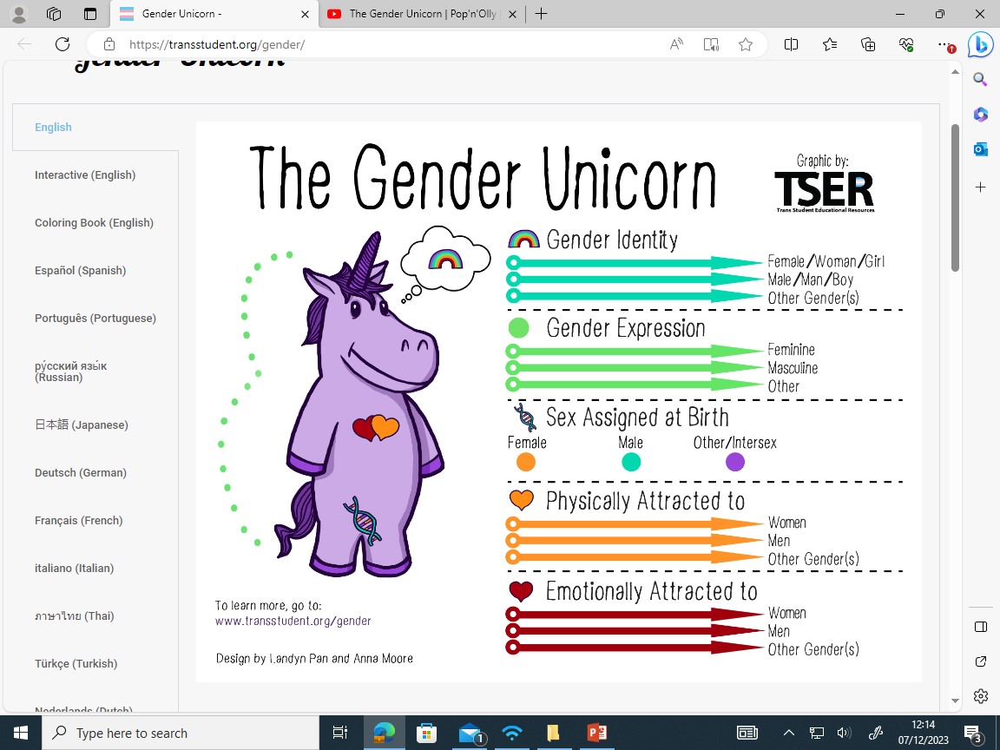 Gender Unicorn -
The Gender Unicorn | Pop'n'Olly
https://transstudent.org/gender/
Gender Unicorn
English
Interactive (English)
Coloring Book (English)
Español (Spanish)
Português (Portuguese)
ру́сский язы́к
(Russian)
日本語 (Japanese)
Deutsch (German)
Français (French)
italiano (Italian)
ภาษาไทย (Thai)
Türkçe (Turkish)
Nederlands (Dutch)
The Gender Unicorn
Graphic by:
TSER
Trans Student Educational Resources
Gender Identity
Female/Woman/Girl
Male/Man/Boy
Other Gender(s)
Gender Expression
Feminine
Masculine
Other
Sex Assigned at Birth
Female Male Other/Intersex
Physically Attracted to
Women
Men
Other Gender(s)
Emotionally Attracted to
Women
Men
Other Gender(s)
To learn more, go to:
www.transstudent.org/gender
Design by Landyn Pan and Anna Moore
Type here to search
1
12:14
07/12/2023
3